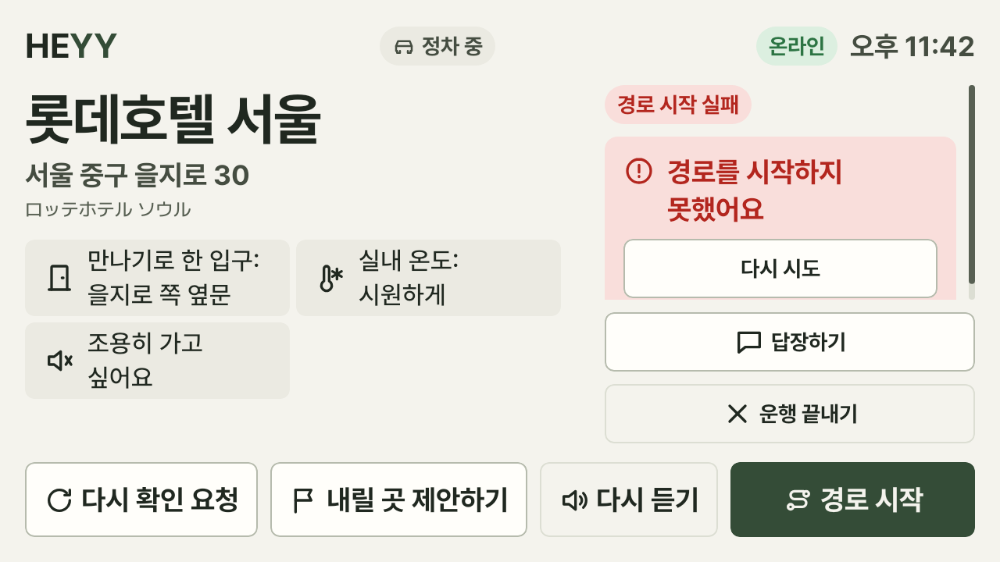 HEYY
정차 중
온라인
오후 11:42
롯데호텔 서울
서울 중구 을지로 30
ロッテホテル ソウル
만나기로 한 입구:
을지로 쪽 옆문
실내 온도:
시원하게
조용히 가고
싶어요
경로 시작 실패
경로를 시작하지
못했어요
다시 시도
답장하기
운행 끝내기
다시 확인 요청
내릴 곳 제안하기
다시 듣기
경로 시작